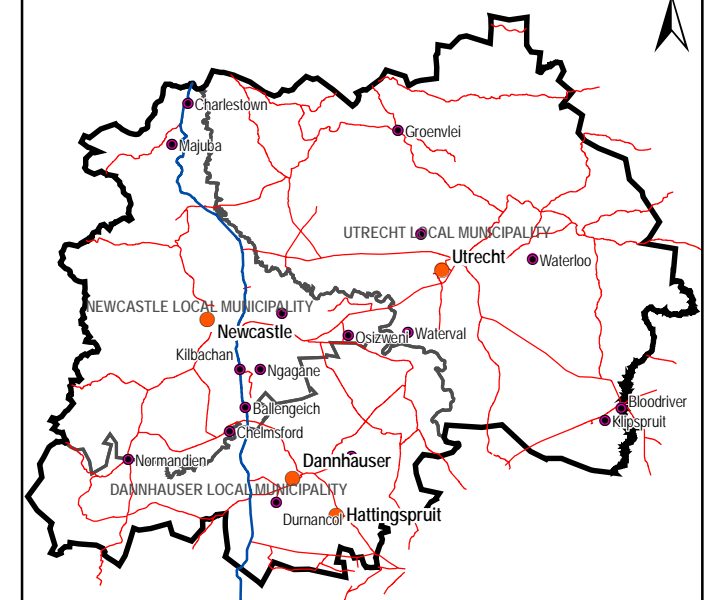 Charlestown
Groenvlei
Majuba
UTRECHT LOCAL MUNICIPALITY
Utrecht
Waterloo
NEWCASTLE LOCAL MUNICIPALITY
Newcastle
Osizweni
Waterval
Kilbachan
Ngagane
Ballengeich
Bloodriver
Klipspruit
Chelmsford
Normandien
Dannhauser
DANNHAUSER LOCAL MUNICIPALITY
Durnancol
Hattingspruit